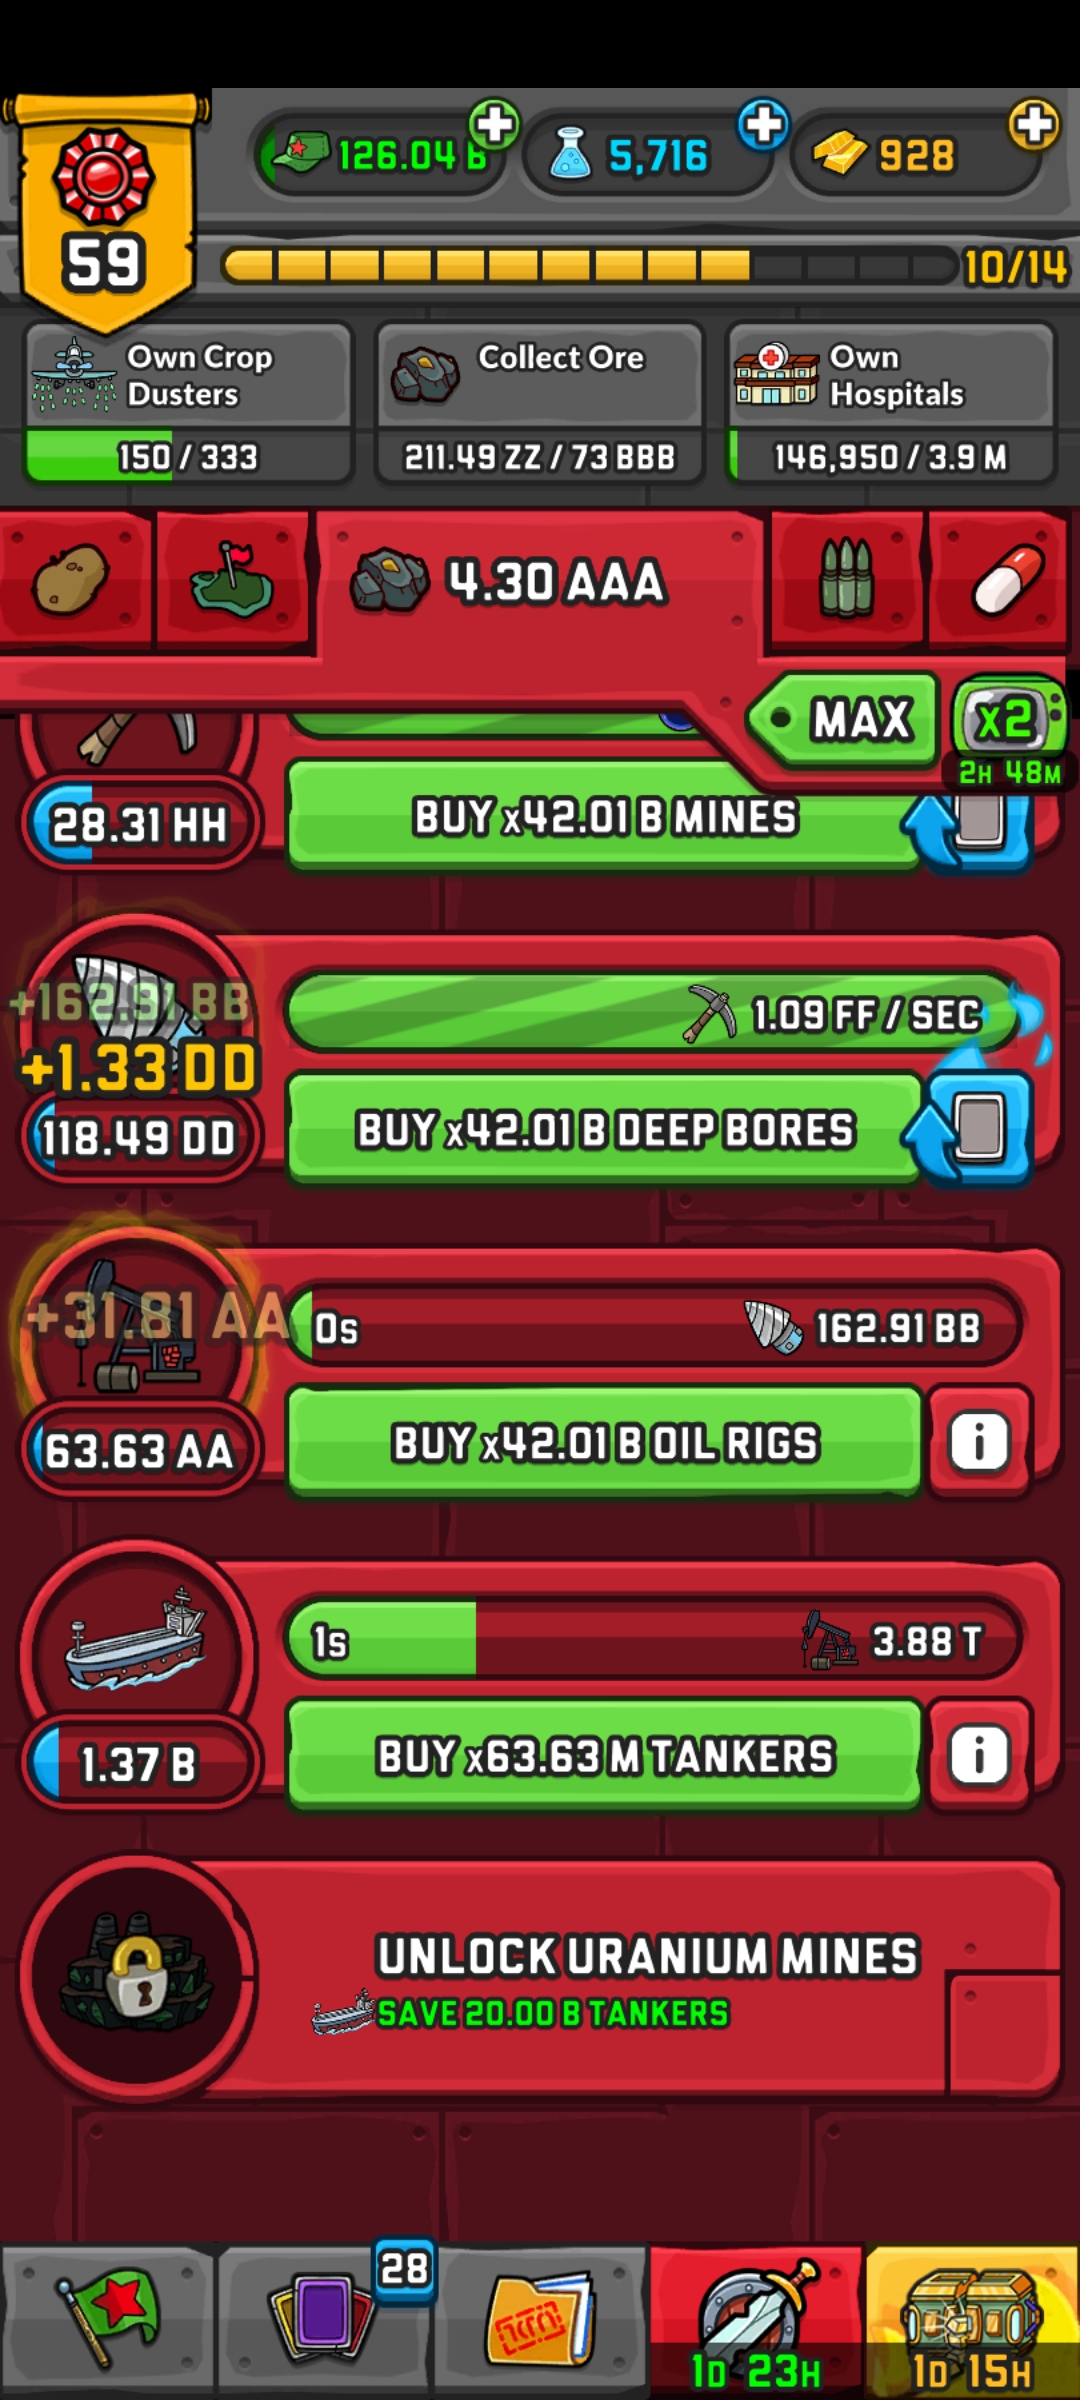 126.04 B
5,716
928
59
10/14
Own Crop
Dusters
150 / 333
Collect Ore
211.49 ZZ / 73 BBB
Own
Hospitals
146,950 / 3.9 M
4.30 AAA
MAX
x2
2H 48M
28.31 HH
BUY x42.01 B MINES
+162.91 BB
+1.33 DD
118.49 DD
1.09 FF / SEC
BUY x42.01 B DEEP BORES
+31.81 AA
63.63 AA
0s
162.91 BB
BUY x42.01 B OIL RIGS
i
1s
3.88 T
1.37 B
BUY x63.63 M TANKERS
i
UNLOCK URANIUM MINES
SAVE 20.00 B TANKERS
28
1D 23H
1D 15H